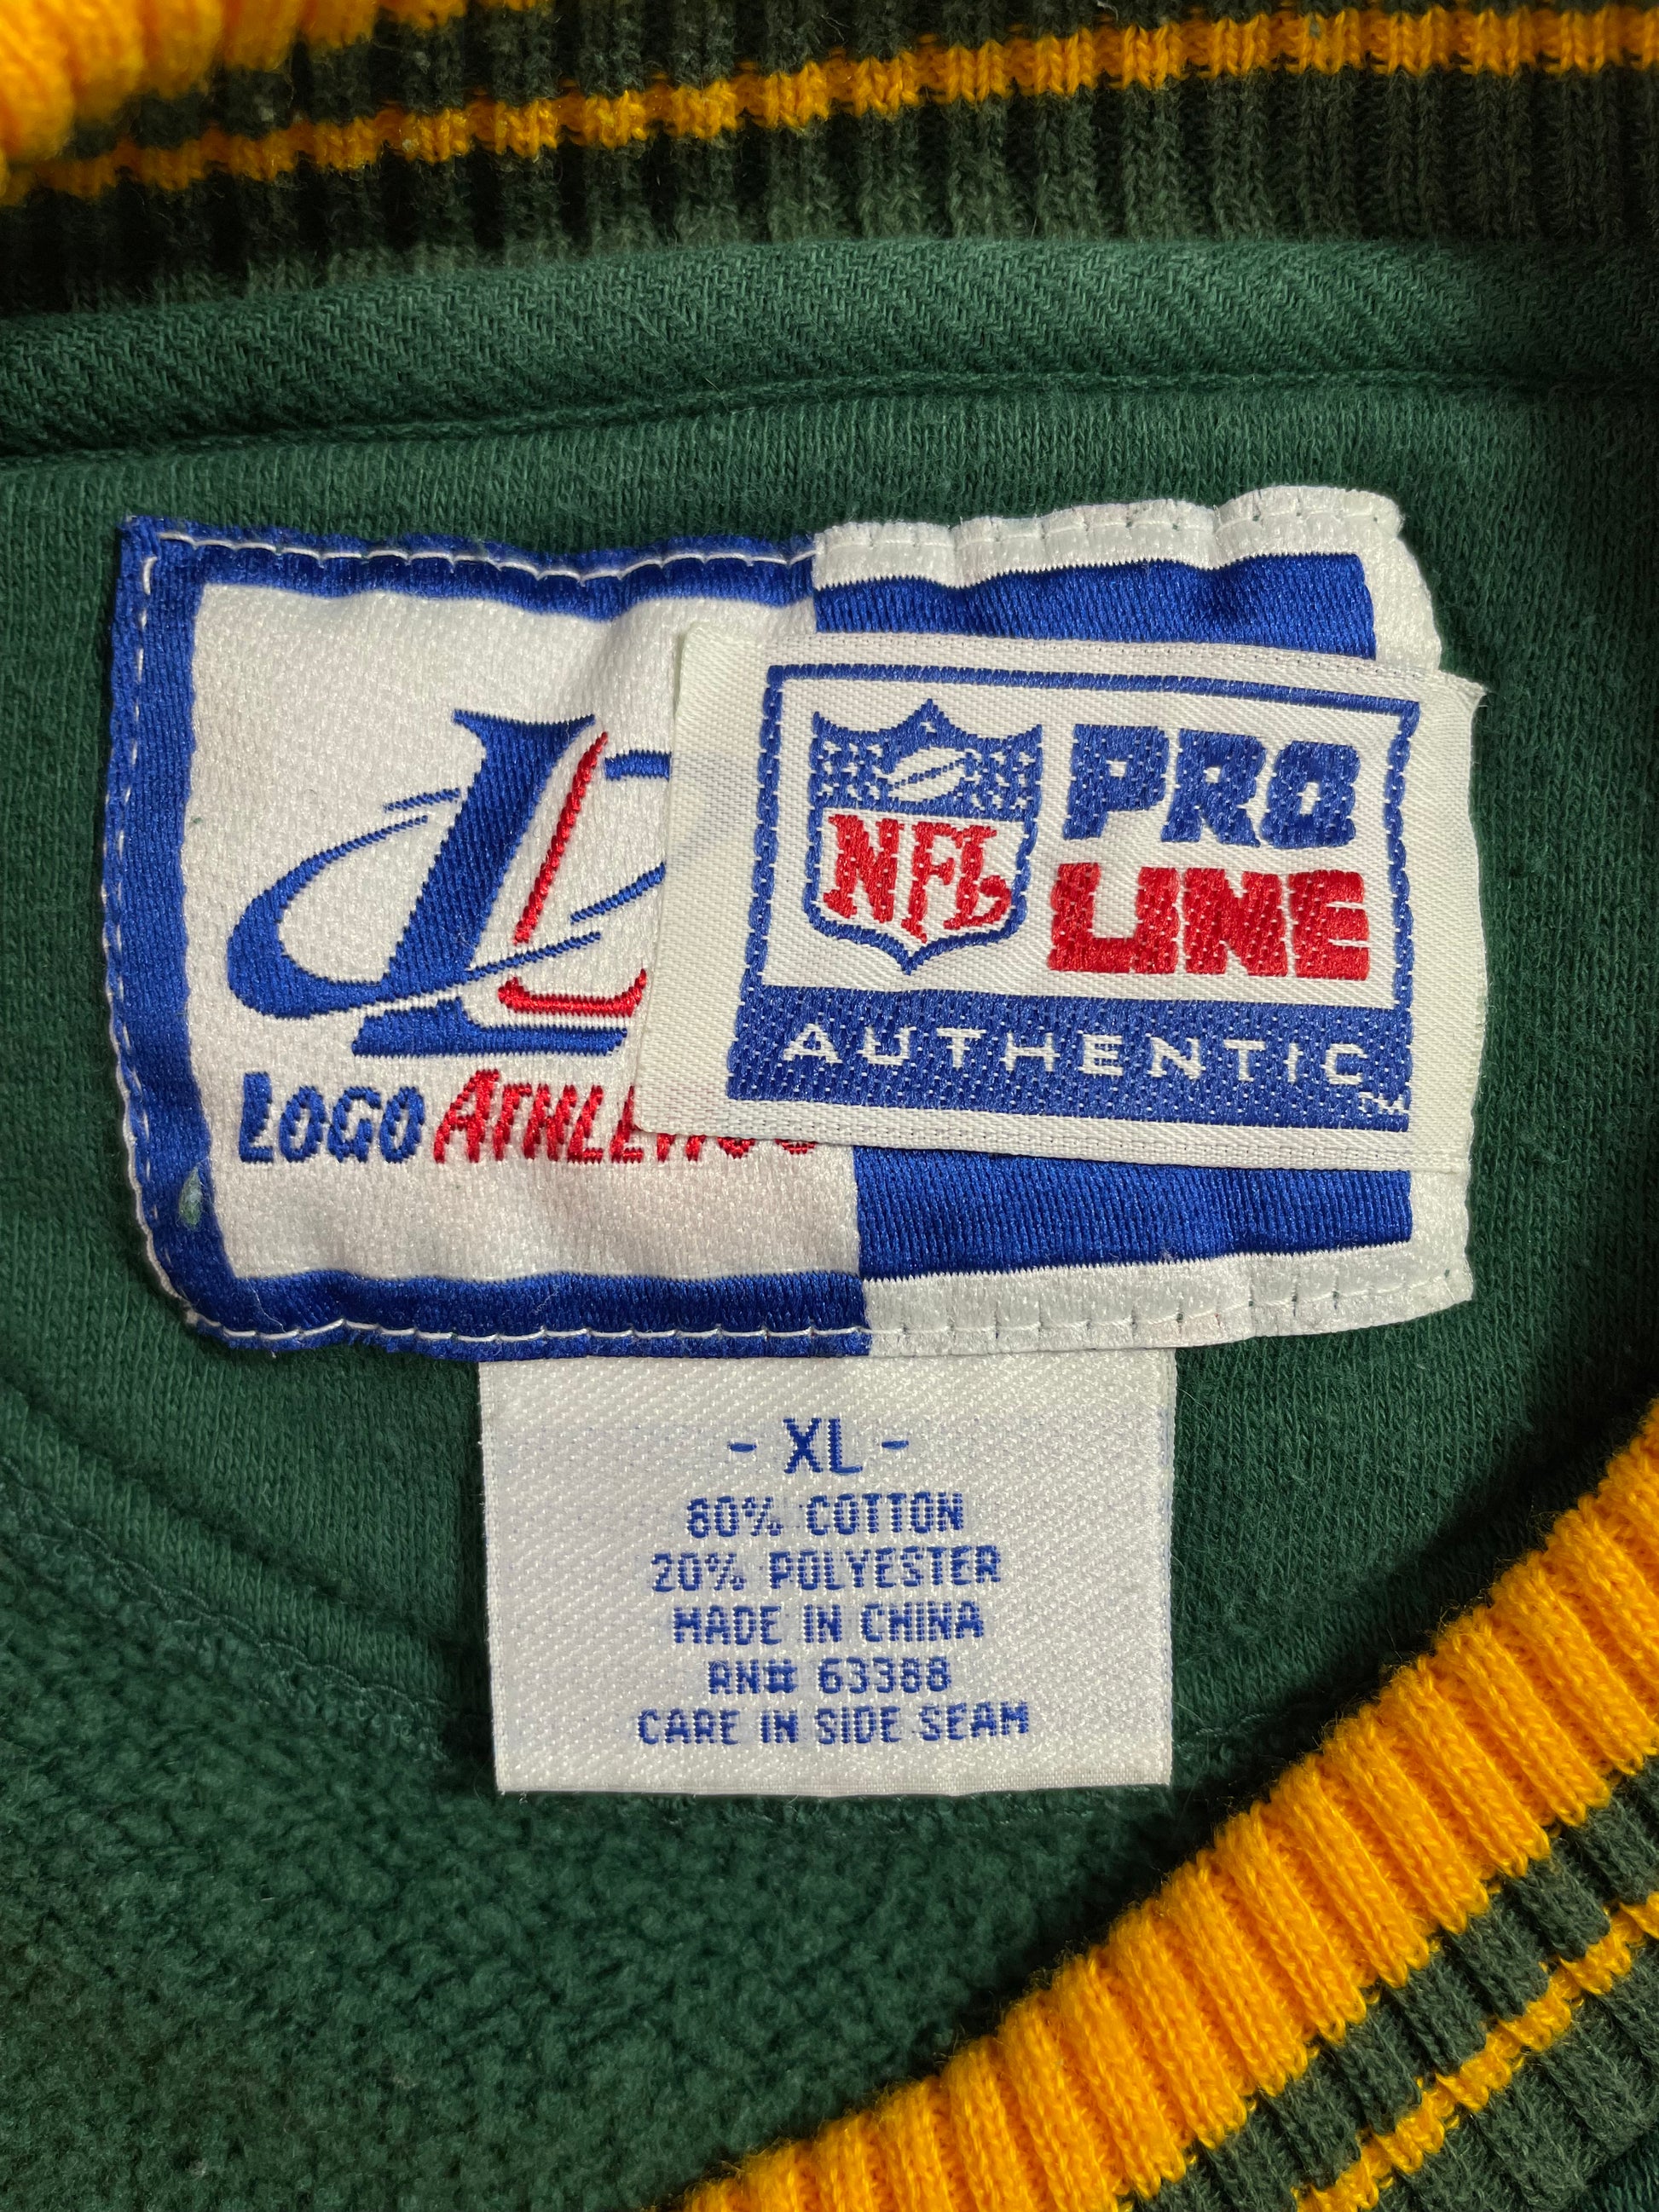 LOGO ATHLETIC
NFL
PRO
LINE
AUTHENTIC
TM
- XL -
80% COTTON
20% POLYESTER
MADE IN CHINA
RN# 63388
CARE IN SIDE SEAM